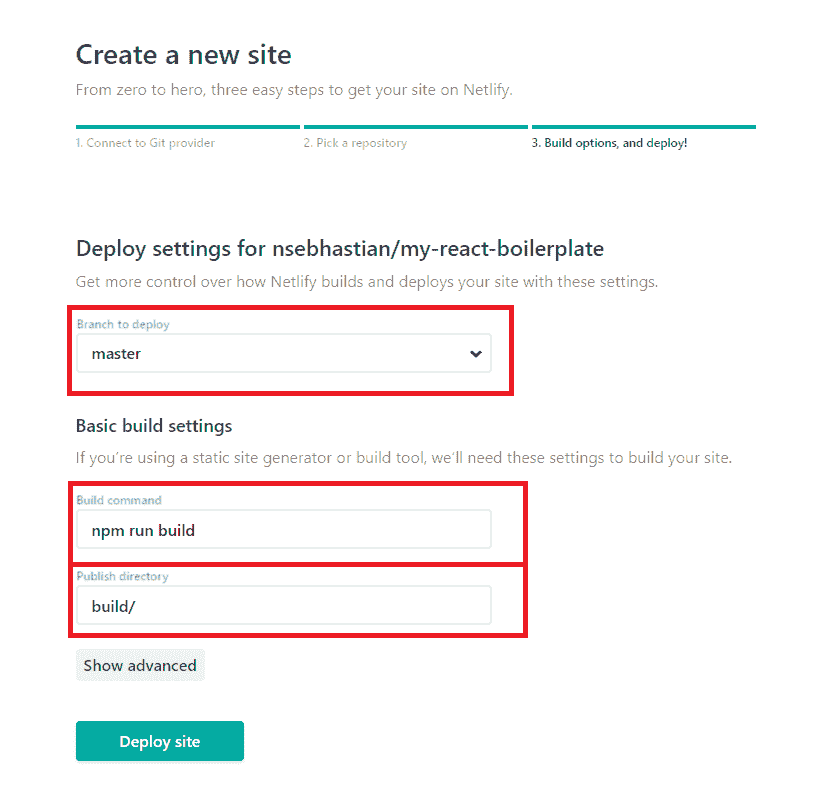 Create a new site
From zero to hero, three easy steps to get your site on Netlify.
1. Connect to Git provider
2. Pick a repository
3. Build options, and deploy!
Deploy settings for nsebhastian/my-react-boilerplate
Get more control over how Netlify builds and deploys your site with these settings.
Branch to deploy
master
Basic build settings
If you’re using a static site generator or build tool, we’ll need these settings to build your site.
Build command
npm run build
Publish directory
build/
Show advanced
Deploy site